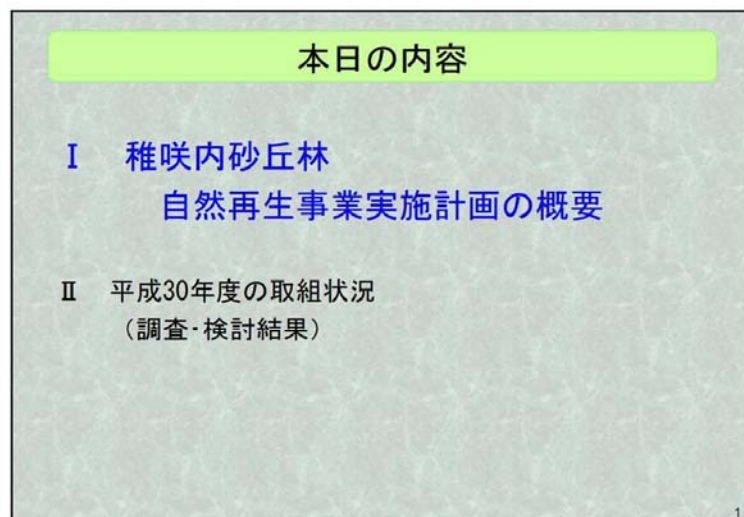 本日の内容
Ⅰ 稚咲内砂丘林
自然再生事業実施計画の概要
Ⅱ 平成30年度の取組状況
（調査・検討結果）
1